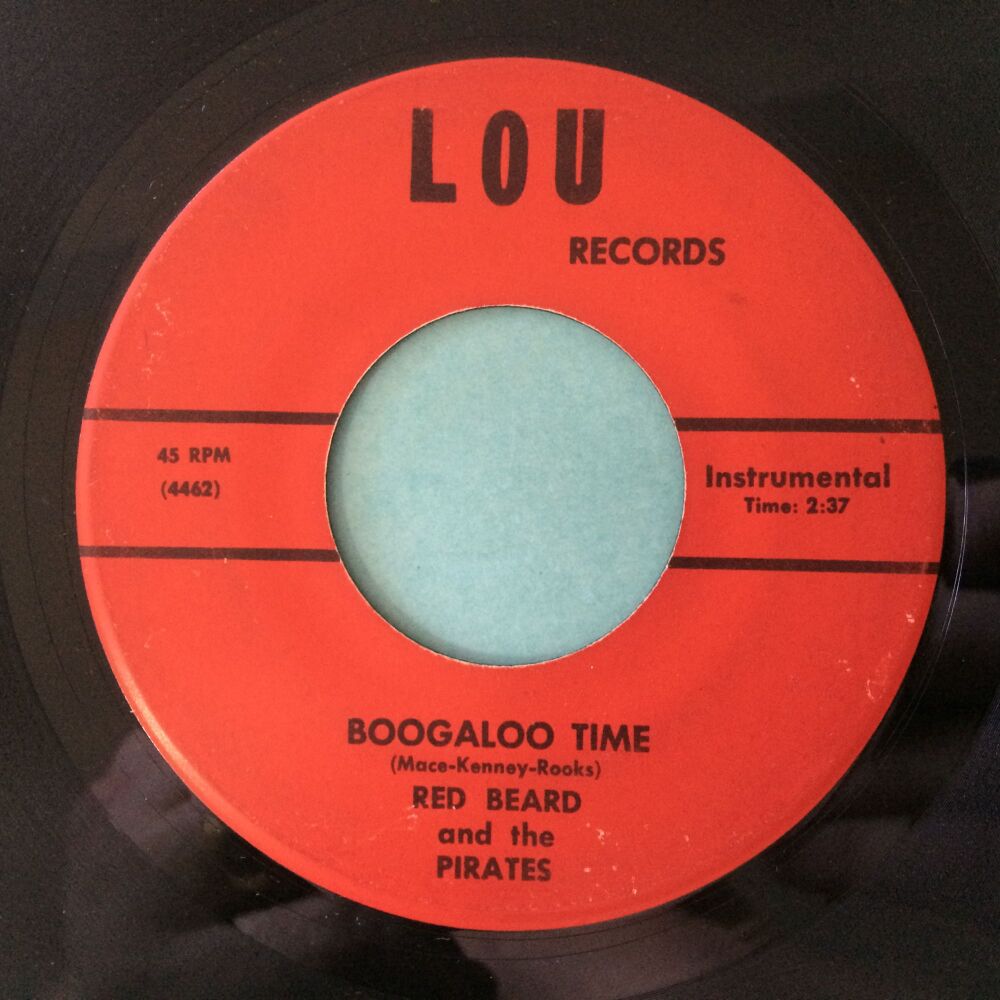 LOU
RECORDS
45 RPM
(4462)
Instrumental
Time: 2:37
BOOGALOO TIME
(Mace-Kenney-Rooks)
RED BEARD
and the
PIRATES